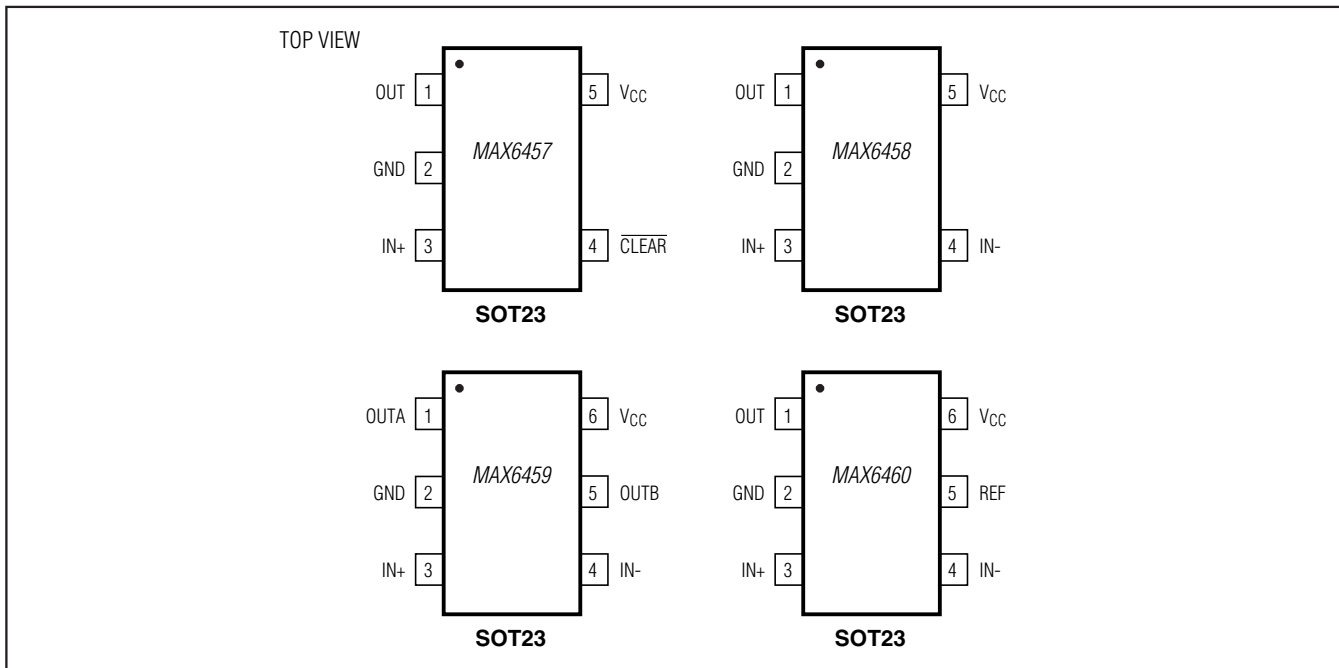 TOP VIEW
OUT 1 5 VCC
MAX6457
GND 2
IN+ 3 4 CLEAR
SOT23
OUT 1 5 VCC
MAX6458
GND 2
IN+ 3 4 IN-
SOT23
OUTA 1 6 VCC
MAX6459
GND 2 5 OUTB
IN+ 3 4 IN-
SOT23
OUT 1 6 VCC
MAX6460
GND 2 5 REF
IN+ 3 4 IN-
SOT23